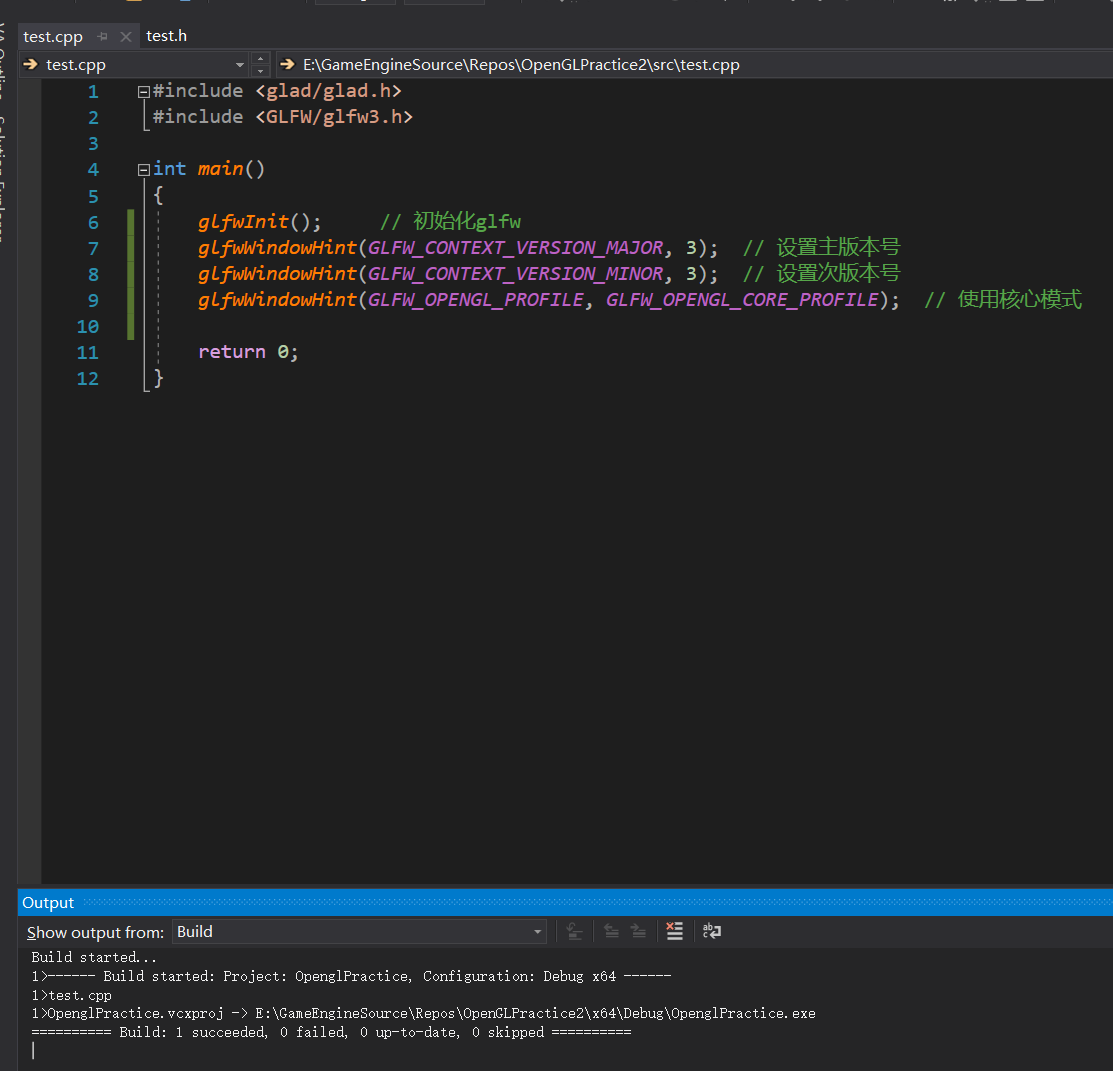 test.cpp
test.h
test.cpp
E:\GameEngineSource\Repos\OpenGLPractice2\src\test.cpp
1 #include <glad/glad.h>
2 #include <GLFW/glfw3.h>
3
4 int main()
5 {
6 glfwInit(); // 初始化glfw
7 glfwWindowHint(GLFW_CONTEXT_VERSION_MAJOR, 3); // 设置主版本号
8 glfwWindowHint(GLFW_CONTEXT_VERSION_MINOR, 3); // 设置次版本号
9 glfwWindowHint(GLFW_OPENGL_PROFILE, GLFW_OPENGL_CORE_PROFILE); // 使用核心模式
10
11 return 0;
12 }
Output
Show output from: Build
Build started...
1>------ Build started: Project: OpenglPractice, Configuration: Debug x64 ------
1>test.cpp
1>OpenglPractice.vcxproj -> E:\GameEngineSource\Repos\OpenGLPractice2\x64\Debug\OpenglPractice.exe
========== Build: 1 succeeded, 0 failed, 0 up-to-date, 0 skipped ==========